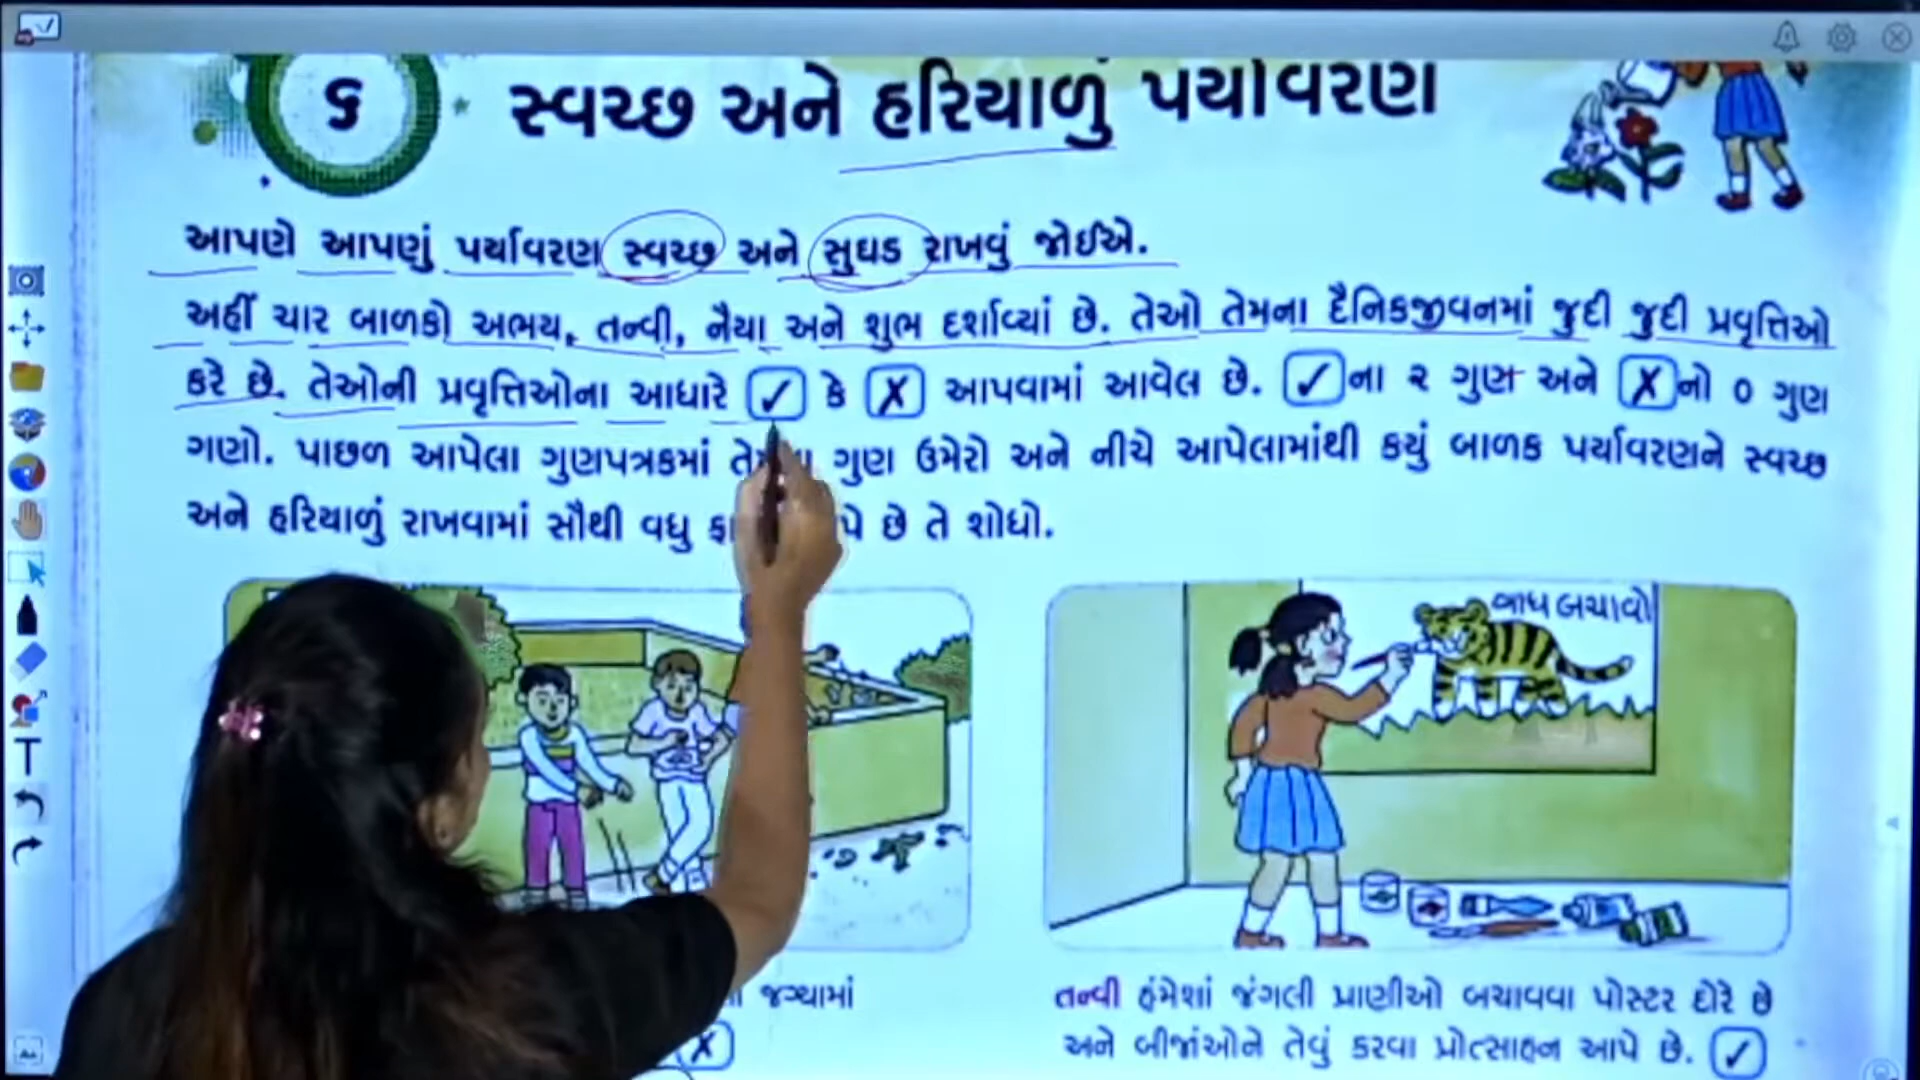 ૬ સ્વચ્છ અને હરિયાળું પર્યાવરણ
આપણે આપણું પર્યાવરણ સ્વચ્છ અને સુઘડ રાખવું જોઈએ.
અહીં ચાર બાળકો અભય, તન્વી, નૈયા અને શુભ દર્શાવ્યાં છે. તેઓ તેમના દૈનિકજીવનમાં જુદી જુદી પ્રવૃત્તિઓ
કરે છે. તેઓની પ્રવૃત્તિઓના આધારે ✓ કે ✗ આપવામાં આવેલ છે. ✓ ના ૨ ગુણ અને ✗ નો ૦ ગુણ
ગણો. પાછળ આપેલા ગુણપત્રકમાં ગુણ ઉમેરો અને નીચે આપેલામાંથી કયું બાળક પર્યાવરણને સ્વચ્છ
અને હરિયાળું રાખવામાં સૌથી વધુ છે તે શોધો.
વાઘ બચાવો
જગ્યામાં
✗
તન્વી હંમેશાં જંગલી પ્રાણીઓ બચાવવા પોસ્ટર દોરે છે
અને બીજાંઓને તેવું કરવા પ્રોત્સાહન આપે છે. ✓